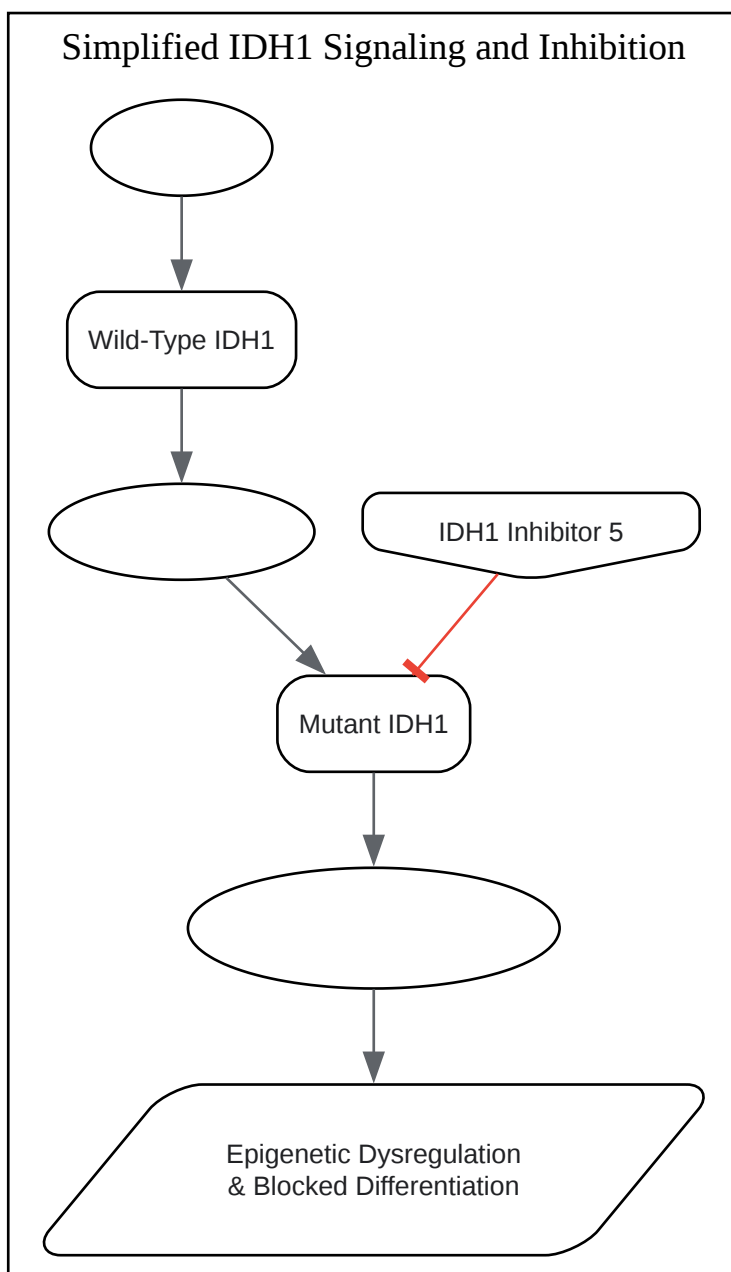 Simplified IDH1 Signaling and Inhibition
Wild-Type IDH1
IDH1 Inhibitor 5
Mutant IDH1
Epigenetic Dysregulation
& Blocked Differentiation